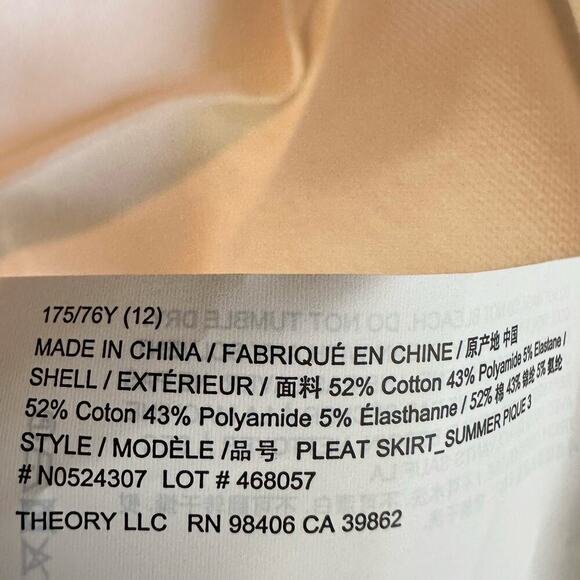 175/76Y (12)
MADE IN CHINA / FABRIQUÉ EN CHINE / 原产地 中国
SHELL / EXTÉRIEUR / 面料 52% Cotton 43% Polyamide 5% Elastane /
52% Coton 43% Polyamide 5% Élasthanne / 52% 棉 43% 锦纶 5% 氨纶
STYLE / MODÈLE /品号 PLEAT SKIRT_SUMMER PIQUE 3
# N0524307 LOT # 468057
THEORY LLC RN 98406 CA 39862